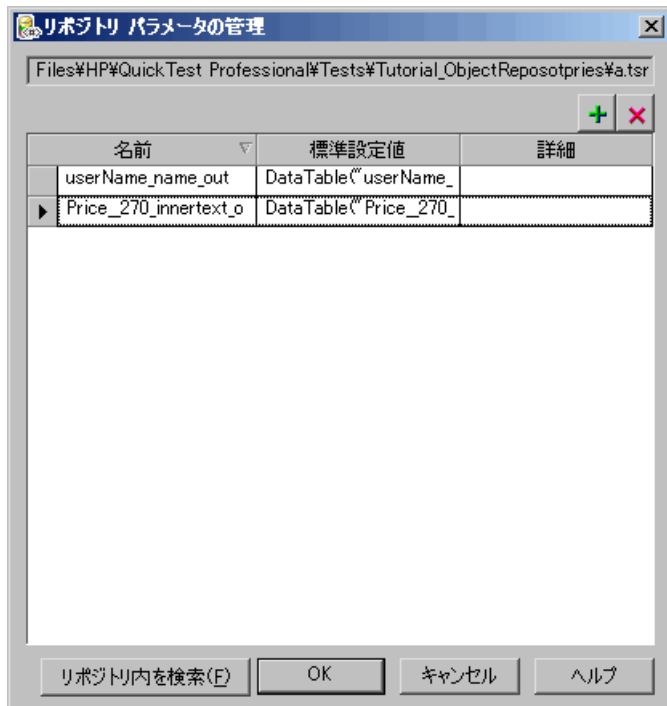 リポジトリ パラメータの管理
Files¥HP¥QuickTest Professional¥Tests¥Tutorial_ObjectReposotpries¥a.tsr
名前 標準設定値 詳細
userName_name_out DataTable("userName_
Price__270_innertext_o DataTable("Price__270_
リポジトリ内を検索(F) OK キャンセル ヘルプ